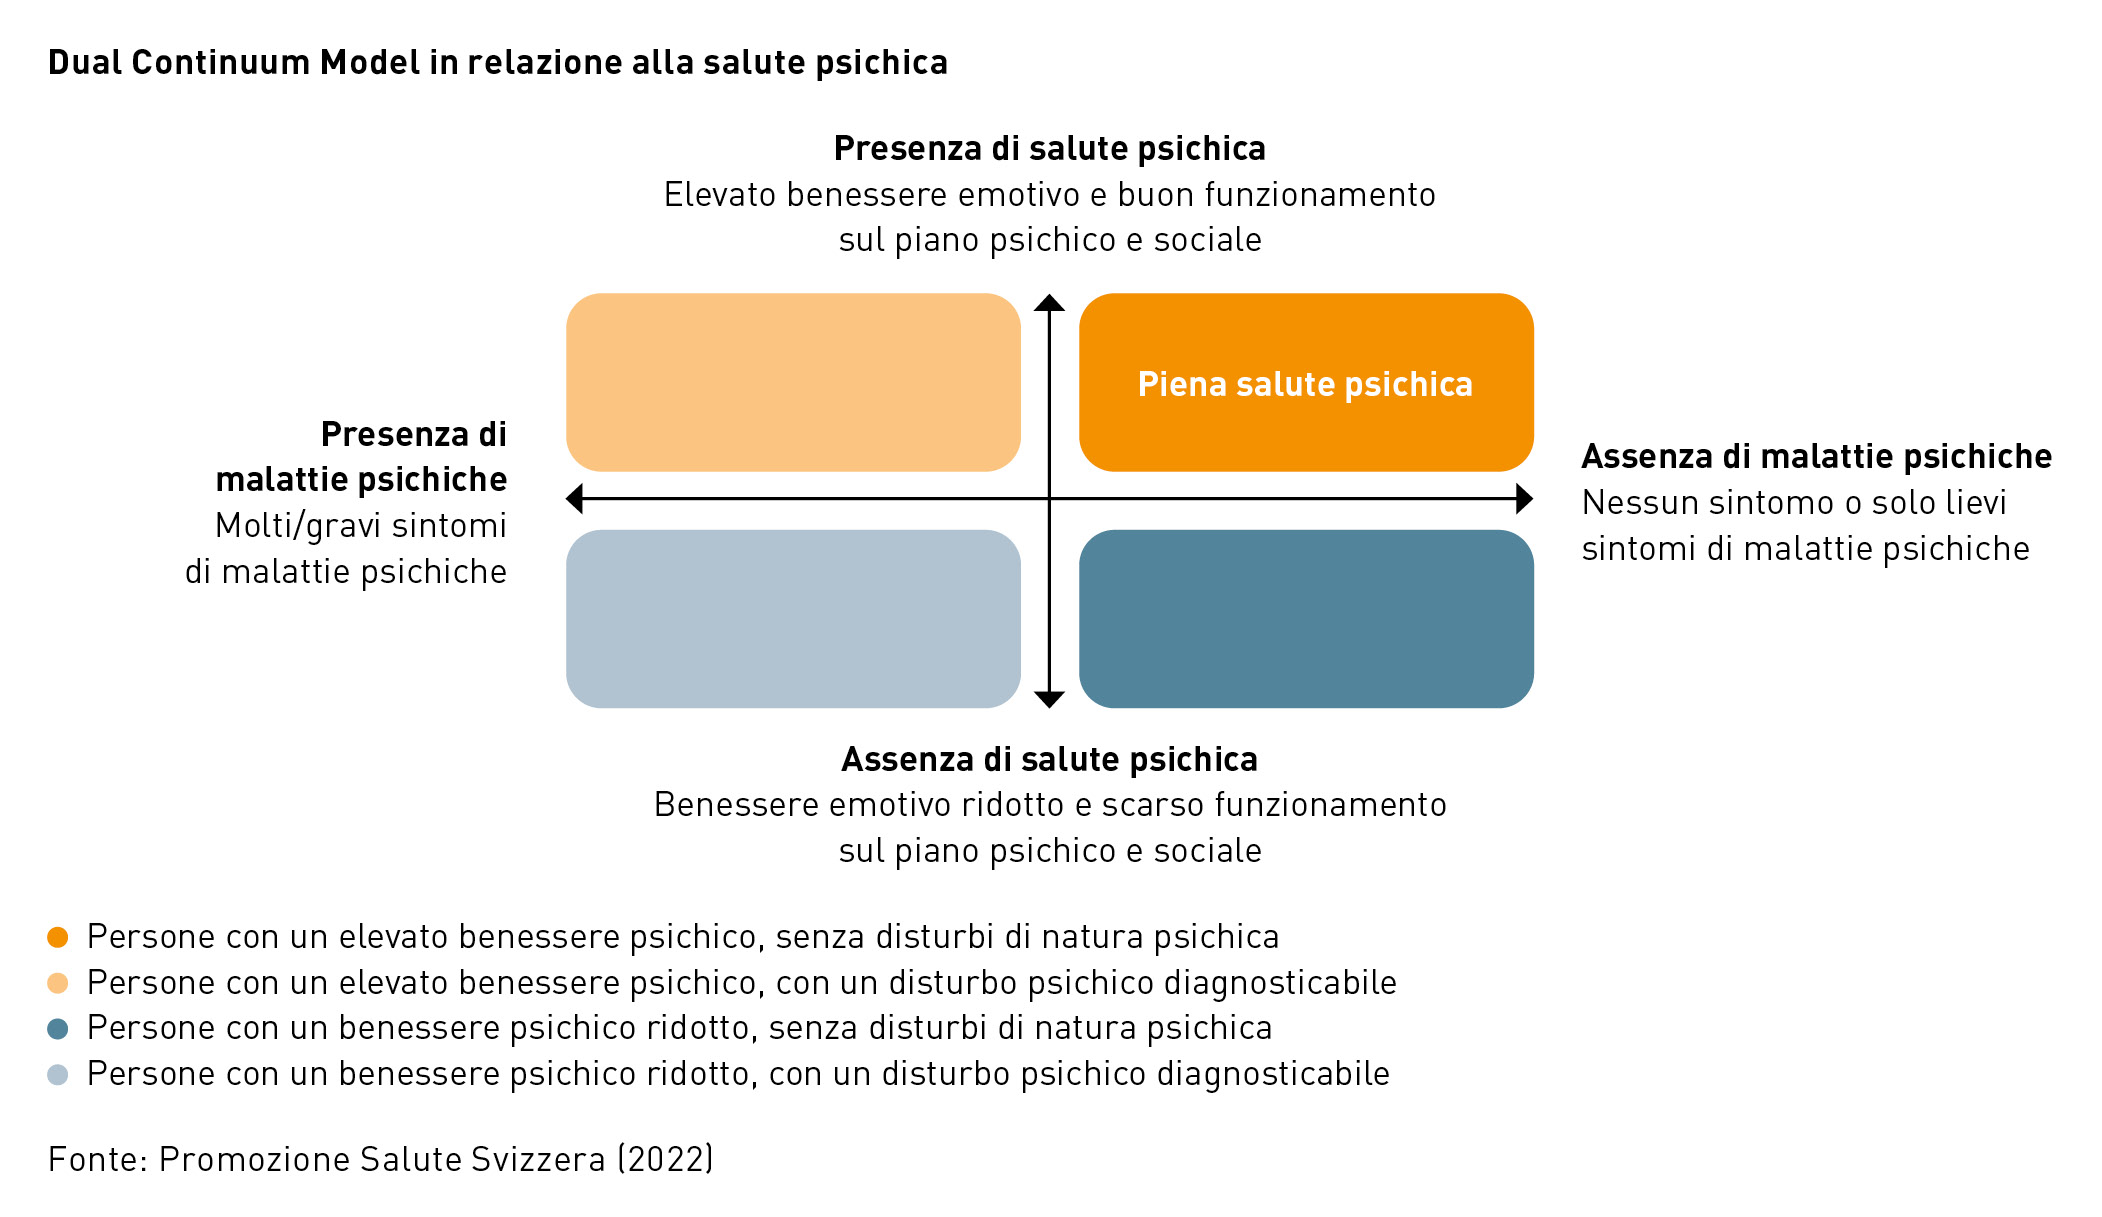 Dual Continuum Model in relazione alla salute psichica
Presenza di salute psichica
Elevato benessere emotivo e buon funzionamento
sul piano psichico e sociale
Piena salute psichica
Presenza di
malattie psichiche
Molti/gravi sintomi
di malattie psichiche
Assenza di malattie psichiche
Nessun sintomo o solo lievi
sintomi di malattie psichiche
Assenza di salute psichica
Benessere emotivo ridotto e scarso funzionamento
sul piano psichico e sociale
Persone con un elevato benessere psichico, senza disturbi di natura psichica
Persone con un elevato benessere psichico, con un disturbo psichico diagnosticabile
Persone con un benessere psichico ridotto, senza disturbi di natura psichica
Persone con un benessere psichico ridotto, con un disturbo psichico diagnosticabile
Fonte: Promozione Salute Svizzera (2022)